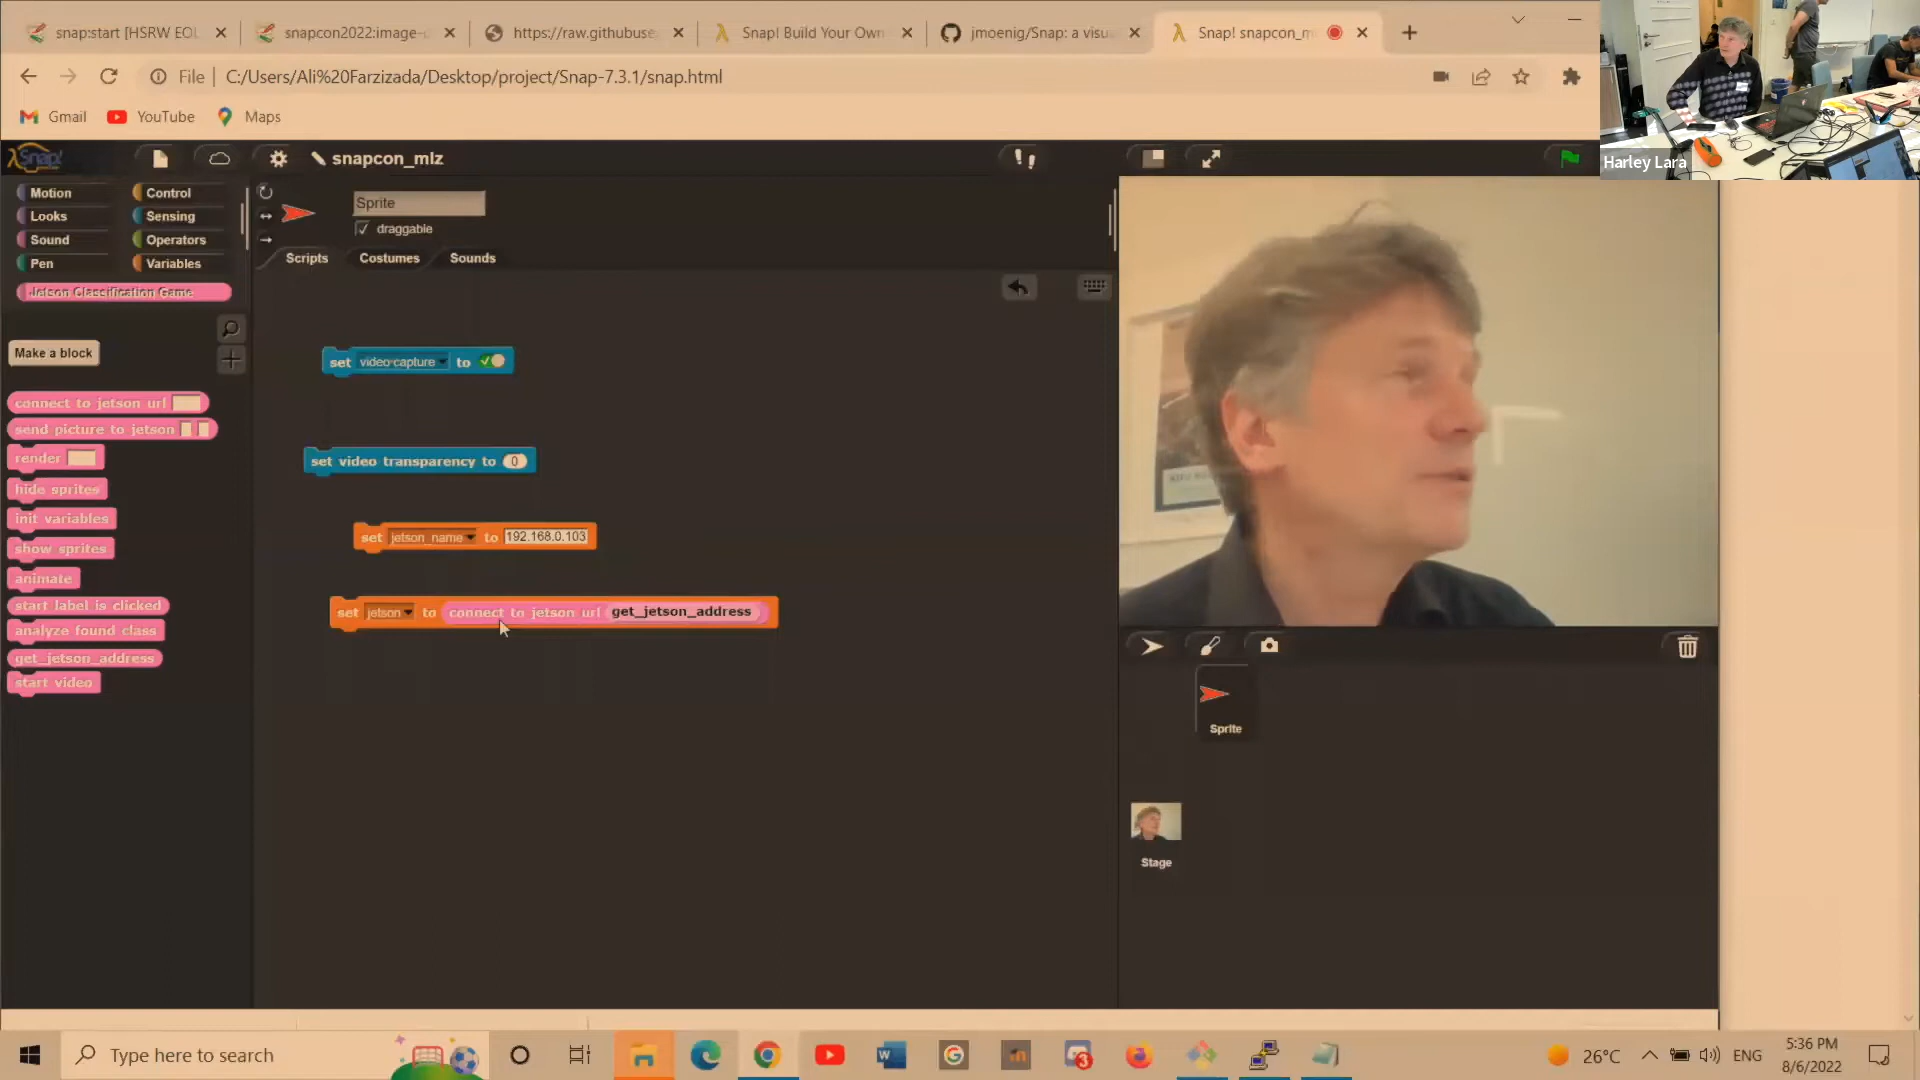 snap:start [HSRW EOL
snapcon2022:image-
https://raw.githubuse
Snap! Build Your Own
jmoenig/Snap: a visu
Snap! snapcon_m
File
C:/Users/Ali%20Farzizada/Desktop/project/Snap-7.3.1/snap.html
Gmail
YouTube
Maps
Harley Lara
Snap!
snapcon_mlz
Motion
Control
Looks
Sensing
Sound
Operators
Pen
Variables
Jetson Classification Game
Sprite
draggable
Scripts
Costumes
Sounds
Make a block
connect to jetson url
send picture to jetson
render
hide sprites
init variables
show sprites
animate
start label is clicked
analyze found class
get_jetson_address
start video
set video capture to
set video transparency to 0
set jetson_name to 192.168.0.103
set jetson to connect to jetson url get_jetson_address
Sprite
Stage
Type here to search
3
26°C
ENG
5:36 PM
8/6/2022